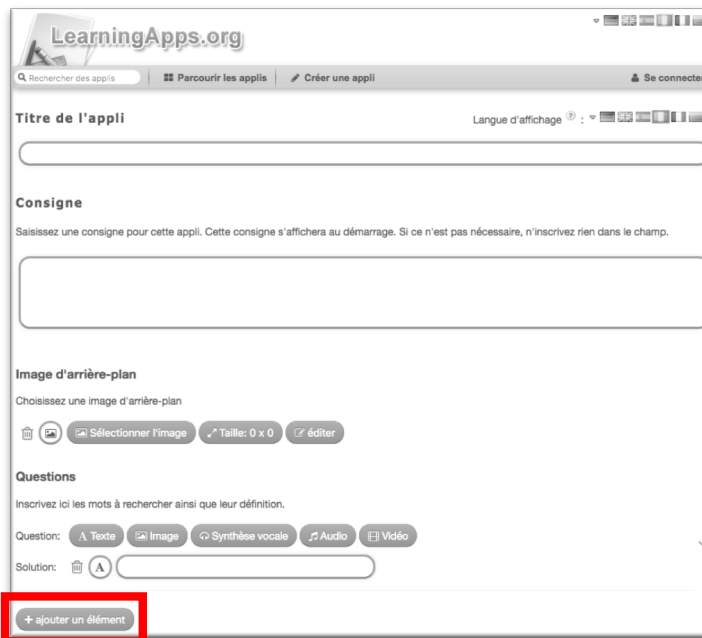 LearningApps.org
Rechercher des applis Parcourir les applis Créer une appli Se connecter
Titre de l'appli Langue d'affichage ? :
Consigne
Saisissez une consigne pour cette appli. Cette consigne s'affichera au démarrage. Si ce n'est pas nécessaire, n'inscrivez rien dans le champ.
Image d'arrière-plan
Choisissez une image d'arrière-plan
Sélectionner l'image Taille: 0 x 0 éditer
Questions
Inscrivez ici les mots à rechercher ainsi que leur définition.
Question: A Texte Image Synthèse vocale Audio Vidéo
Solution: A
+ ajouter un élément